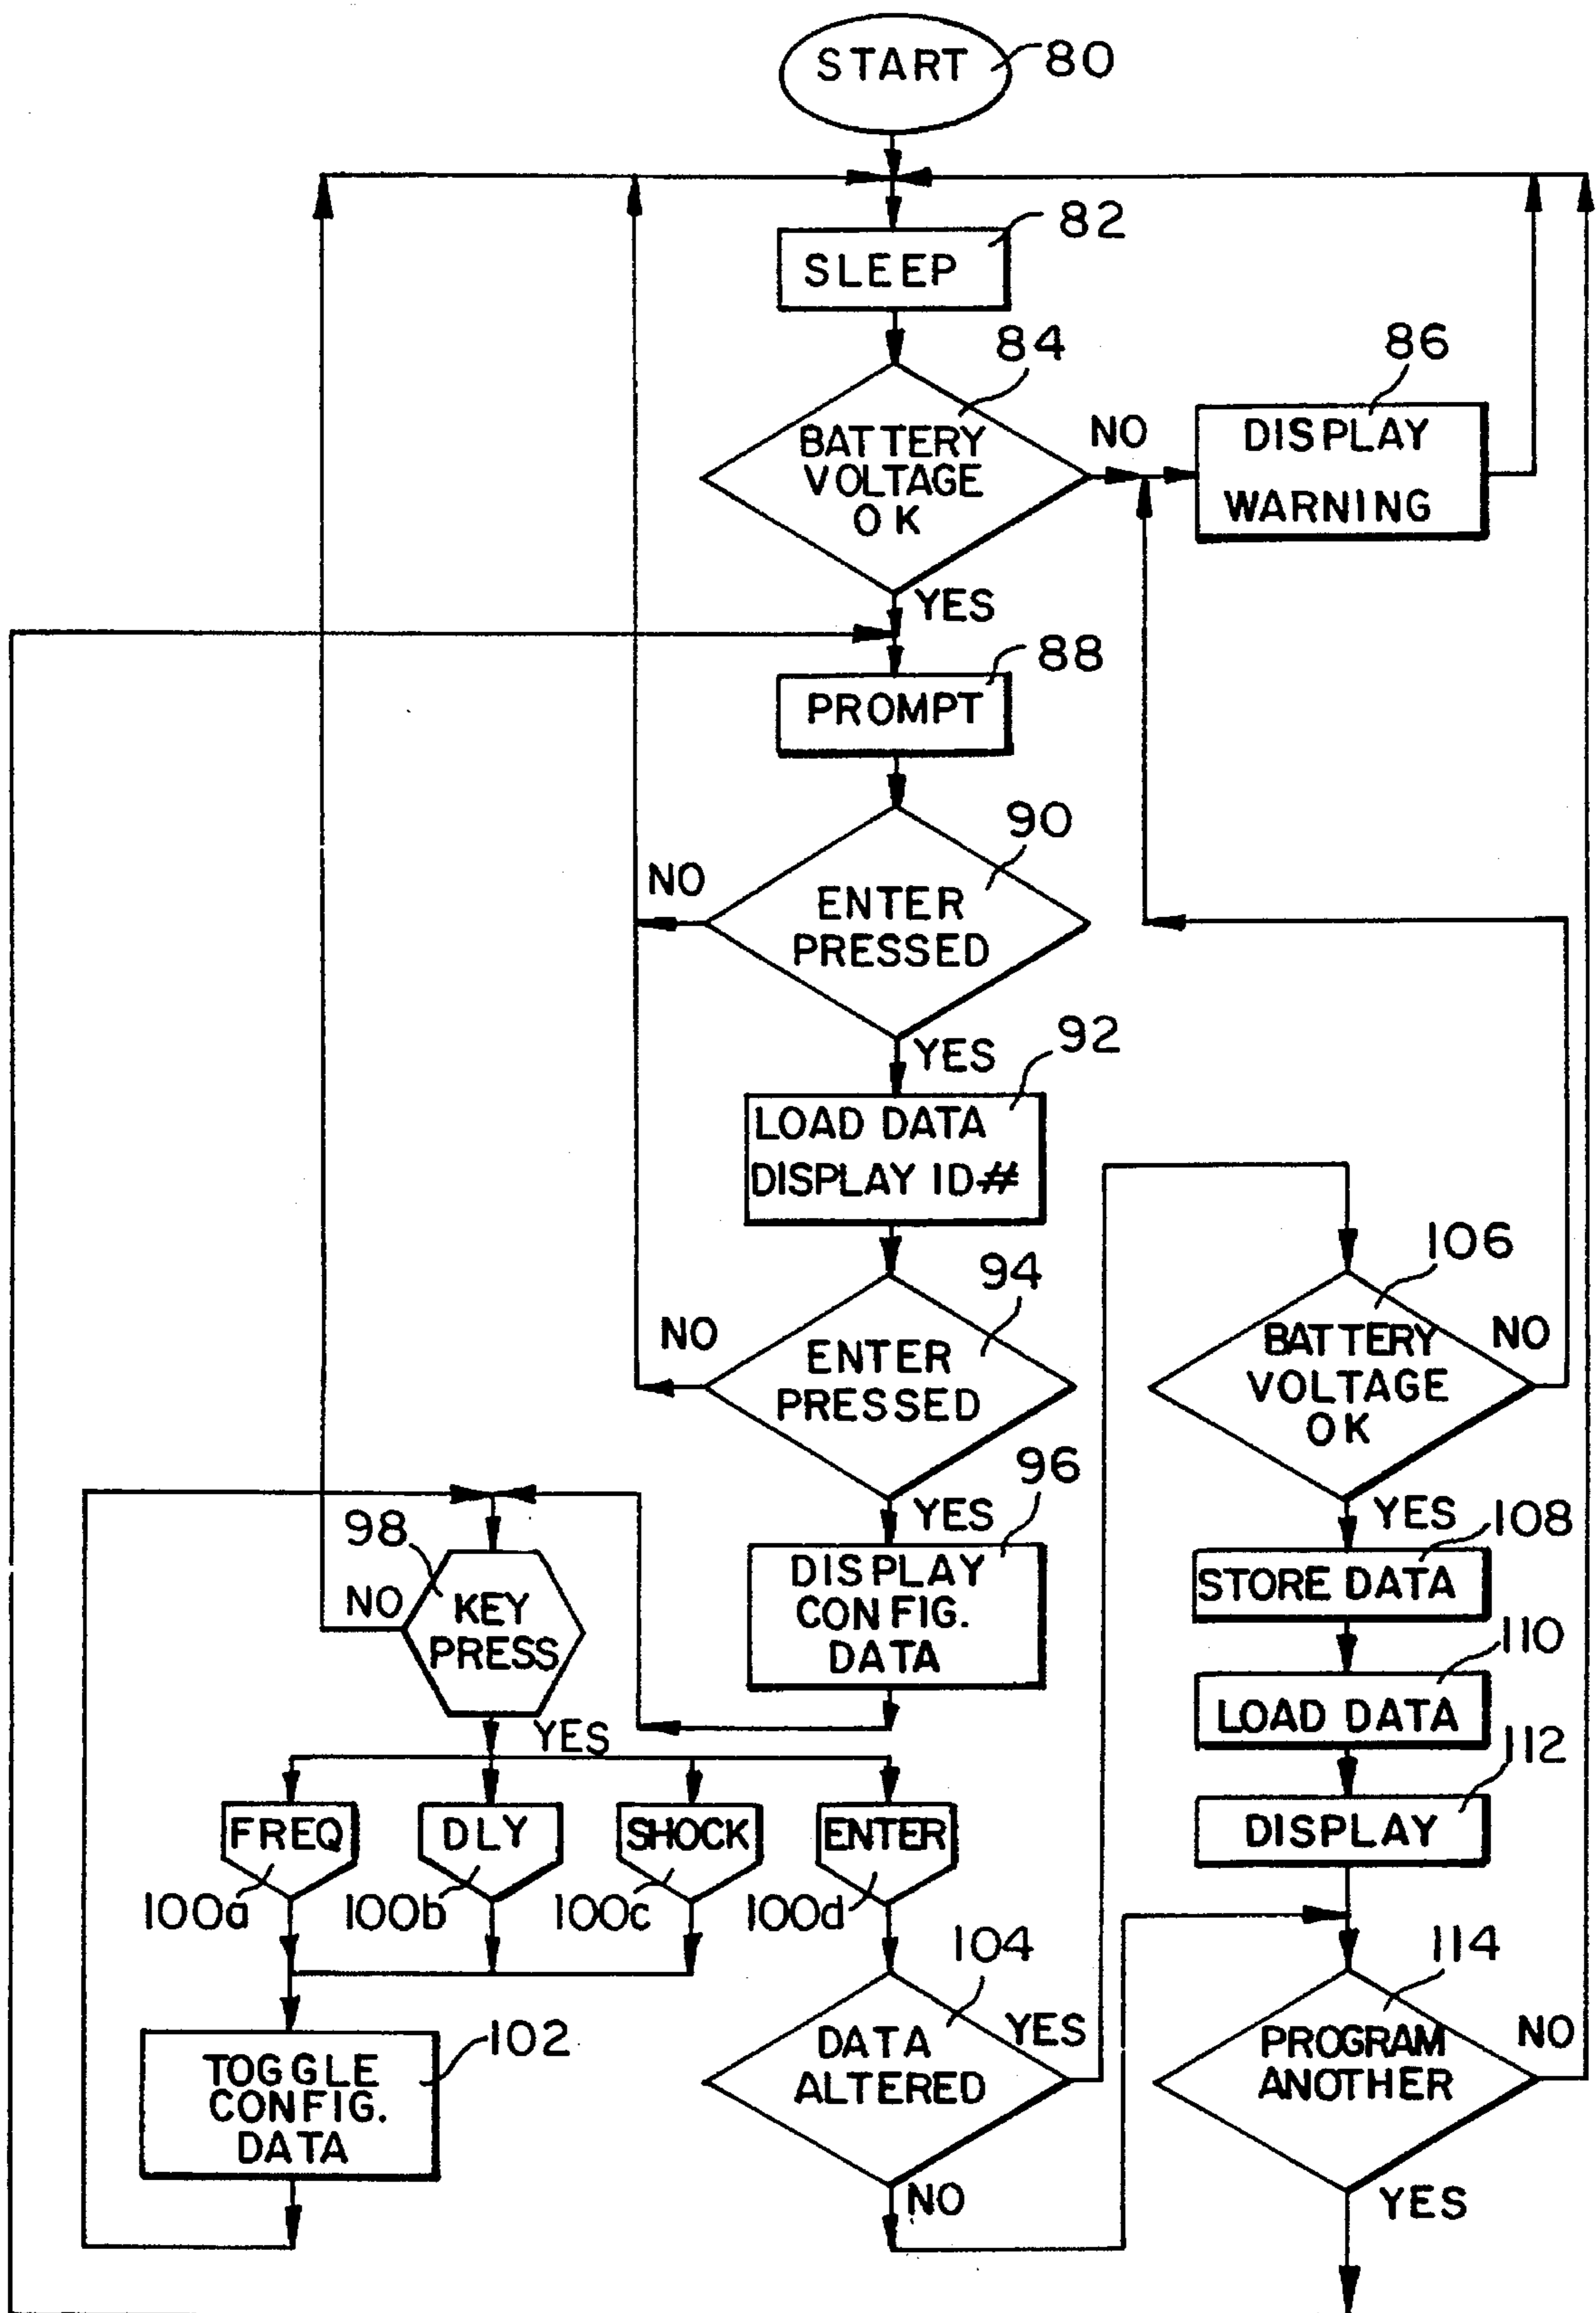 START
80
82
SLEEP
84
BATTERY
VOLTAGE
OK
NO
86
DISPLAY
WARNING
YES
88
PROMPT
90
NO
ENTER
PRESSED
YES
92
LOAD DATA
DISPLAY ID#
94
NO
ENTER
PRESSED
YES
96
DISPLAY
CONFIG.
DATA
98
NO
KEY
PRESS
YES
FREQ
DLY
SHOCK
ENTER
100a
100b
100c
100d
102
TOGGLE
CONFIG.
DATA
104
DATA
ALTERED
YES
NO
106
BATTERY
VOLTAGE
OK
NO
YES
108
STORE DATA
110
LOAD DATA
112
DISPLAY
114
PROGRAM
ANOTHER
NO
YES